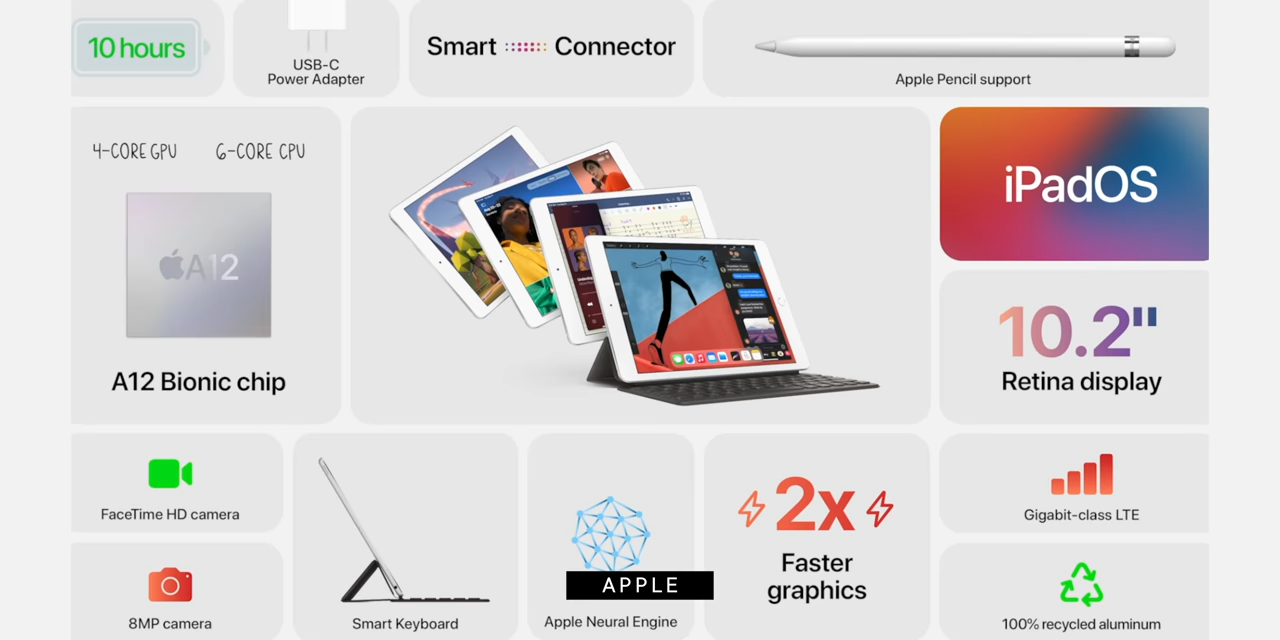 10 hours
USB-C
Power Adapter
Smart Connector
Apple Pencil support
4-CORE GPU 6-CORE CPU
A12
A12 Bionic chip
iPadOS
10.2"
Retina display
FaceTime HD camera
8MP camera
Smart Keyboard
APPLE
Apple Neural Engine
2x
Faster
graphics
Gigabit-class LTE
100% recycled aluminum